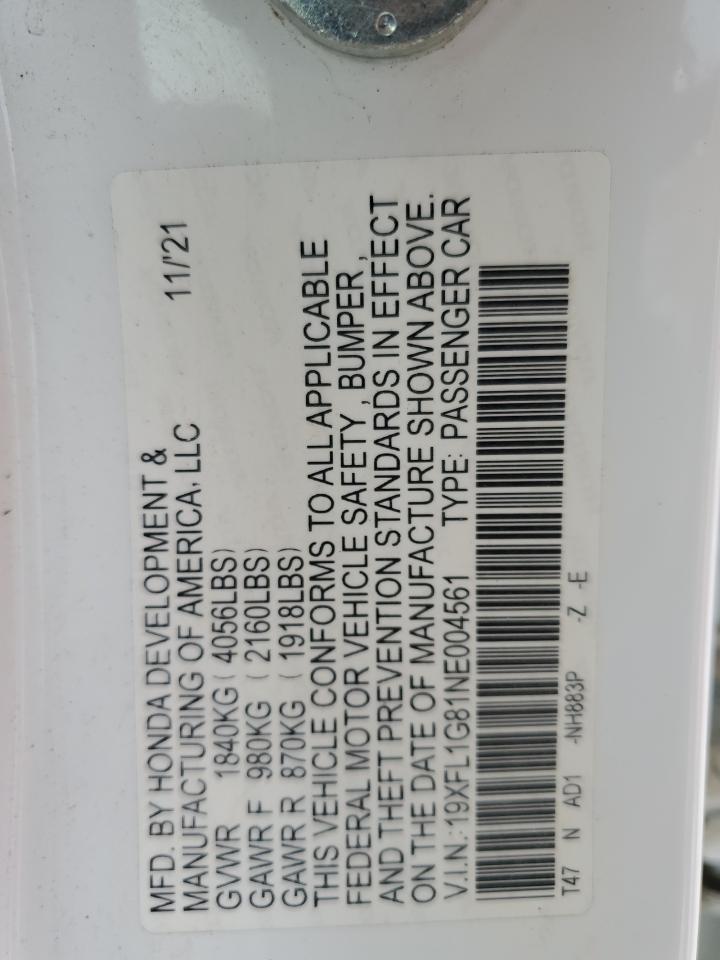 MFD. BY HONDA DEVELOPMENT & 11/'21
MANUFACTURING OF AMERICA, LLC
GVWR 1840KG (4056LBS)
GAWR F 980KG (2160LBS)
GAWR R 870KG (1918LBS)
THIS VEHICLE CONFORMS TO ALL APPLICABLE
FEDERAL MOTOR VEHICLE SAFETY, BUMPER,
AND THEFT PREVENTION STANDARDS IN EFFECT
ON THE DATE OF MANUFACTURE SHOWN ABOVE.
V.I.N.: 19XFL1G81NE004561 TYPE: PASSENGER CAR
T47 N AD1 -NH883P -Z -E